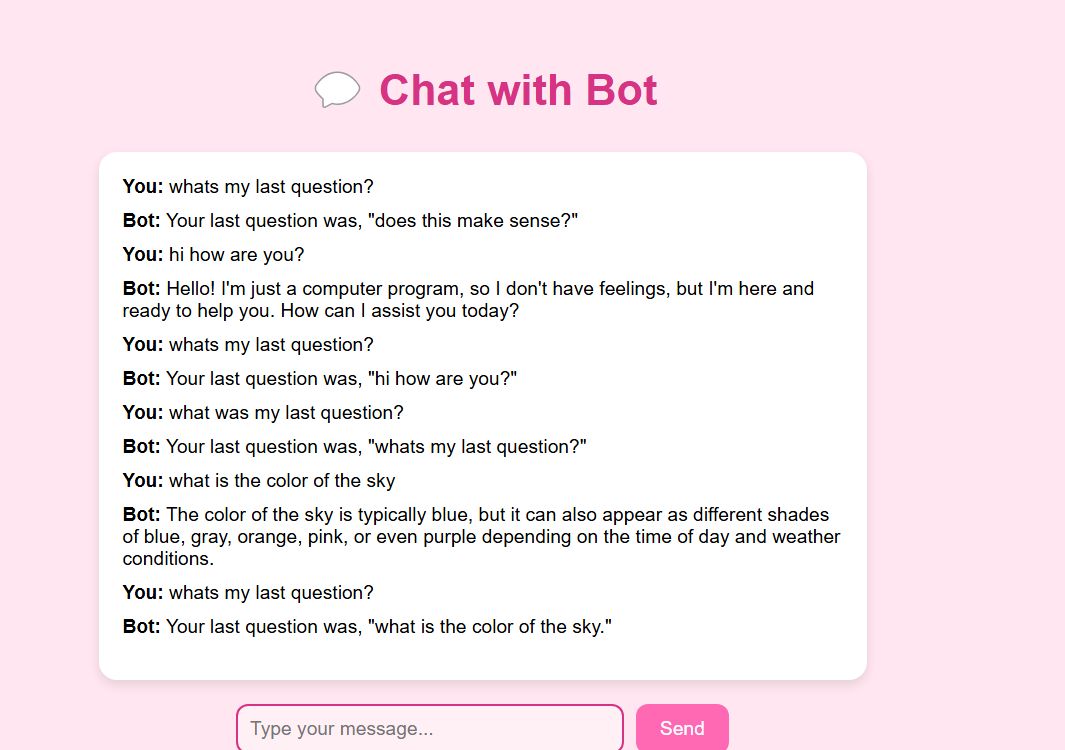 Chat with Bot
You: whats my last question?
Bot: Your last question was, "does this make sense?"
You: hi how are you?
Bot: Hello! I'm just a computer program, so I don't have feelings, but I'm here and
ready to help you. How can I assist you today?
You: whats my last question?
Bot: Your last question was, "hi how are you?"
You: what was my last question?
Bot: Your last question was, "whats my last question?"
You: what is the color of the sky
Bot: The color of the sky is typically blue, but it can also appear as different shades
of blue, gray, orange, pink, or even purple depending on the time of day and weather
conditions.
You: whats my last question?
Bot: Your last question was, "what is the color of the sky."
Type your message...
Send